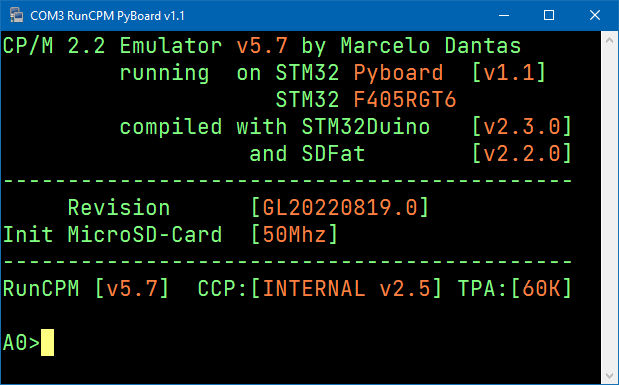 COM3 RunCPM PyBoard v1.1
CP/M 2.2 Emulator v5.7 by Marcelo Dantas
running on STM32 Pyboard [v1.1]
STM32 F405RGT6
compiled with STM32Duino [v2.3.0]
and SDFat [v2.2.0]
--------------------------------------------
Revision [GL20220819.0]
Init MicroSD-Card [50Mhz]
--------------------------------------------
RunCPM [v5.7] CCP:[INTERNAL v2.5] TPA:[60K]
A0>